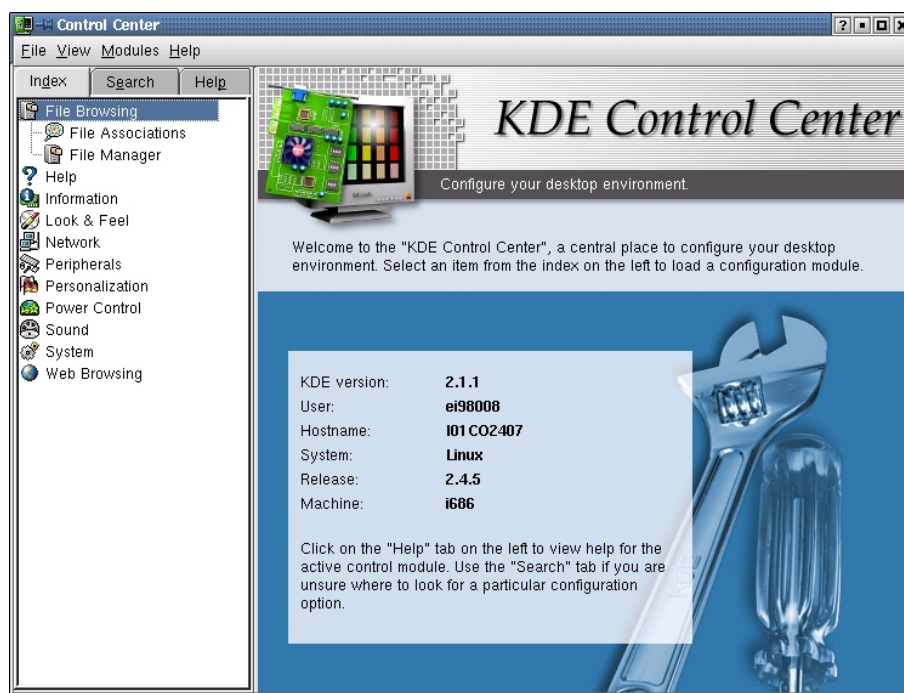 Control Center
File View Modules Help
Index Search Help
File Browsing
File Associations
File Manager
Help
Information
Look & Feel
Network
Peripherals
Personalization
Power Control
Sound
System
Web Browsing
KDE Control Center
Configure your desktop environment.
Welcome to the "KDE Control Center", a central place to configure your desktop
environment. Select an item from the index on the left to load a configuration module.
KDE version: 2.1.1
User: ei98008
Hostname: l01CO2407
System: Linux
Release: 2.4.5
Machine: i686
Click on the "Help" tab on the left to view help for the
active control module. Use the "Search" tab if you are
unsure where to look for a particular configuration
option.